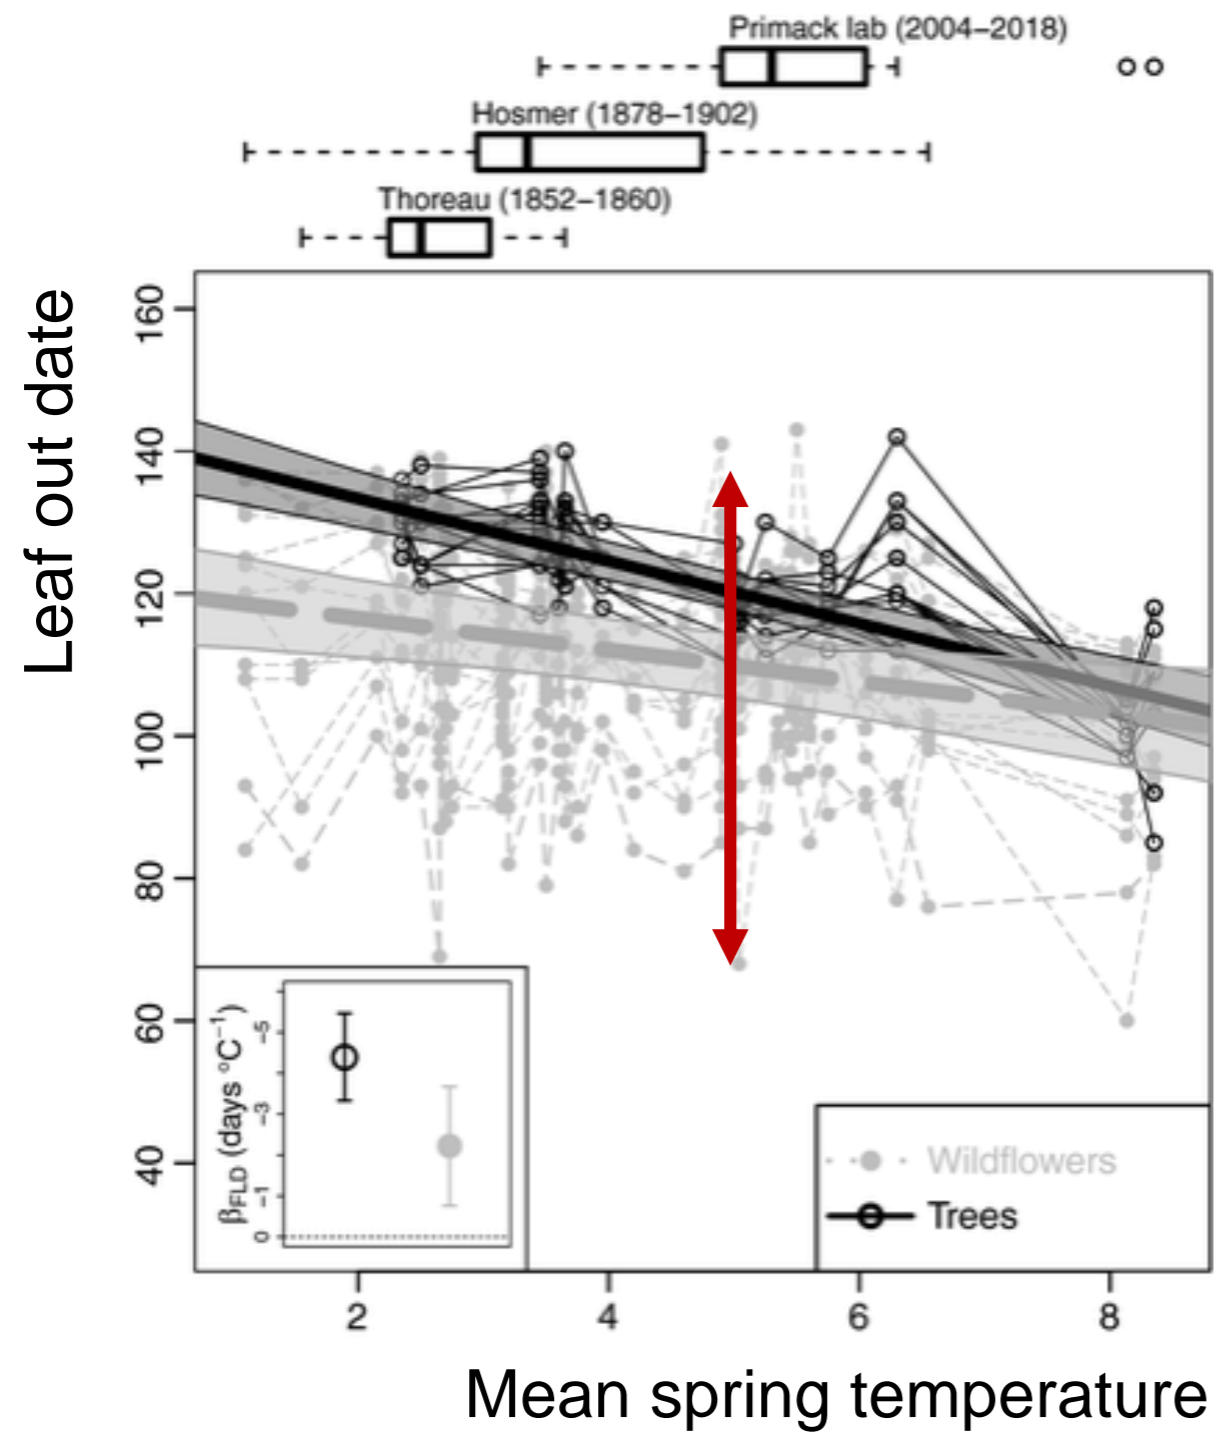 Primack lab (2004–2018)
Hosmer (1878–1902)
Thoreau (1852–1860)
Leaf out date
160
140
120
100
80
60
40
βFLD (days °C⁻¹)
−5
−3
−1
0
Wildflowers
Trees
2 4 6 8
Mean spring temperature